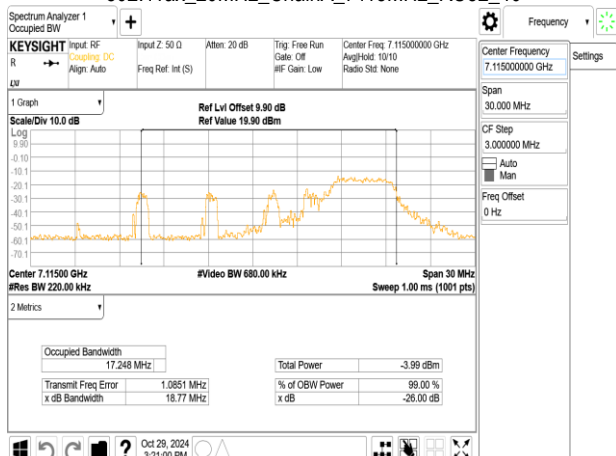 Spectrum Analyzer 1
Occupied BW
Frequency
KEYSIGHT
Input: RF
Coupling: DC
Align: Auto
Input Z: 50 Ω
Freq Ref: Int (S)
Atten: 20 dB
Trig: Free Run
Gate: Off
#IF Gain: Low
Center Freq: 7.115000000 GHz
Avg|Hold: 10/10
Radio Std: None
R
LXI
Center Frequency
7.115000000 GHz
Settings
Span
30.000 MHz
CF Step
3.000000 MHz
Auto
Man
Freq Offset
0 Hz
1 Graph
Scale/Div 10.0 dB
Ref Lvl Offset 9.90 dB
Ref Value 19.90 dBm
Log
9.90
-0.10
-10.1
-20.1
-30.1
-40.1
-50.1
-60.1
-70.1
Center 7.11500 GHz
#Res BW 220.00 kHz
#Video BW 680.00 kHz
Span 30 MHz
Sweep 1.00 ms (1001 pts)
2 Metrics
Occupied Bandwidth
17.248 MHz
Total Power
-3.99 dBm
Transmit Freq Error
1.0851 MHz
% of OBW Power
99.00 %
x dB Bandwidth
18.77 MHz
x dB
-26.00 dB
?
Oct 29, 2024
3:21:00 PM